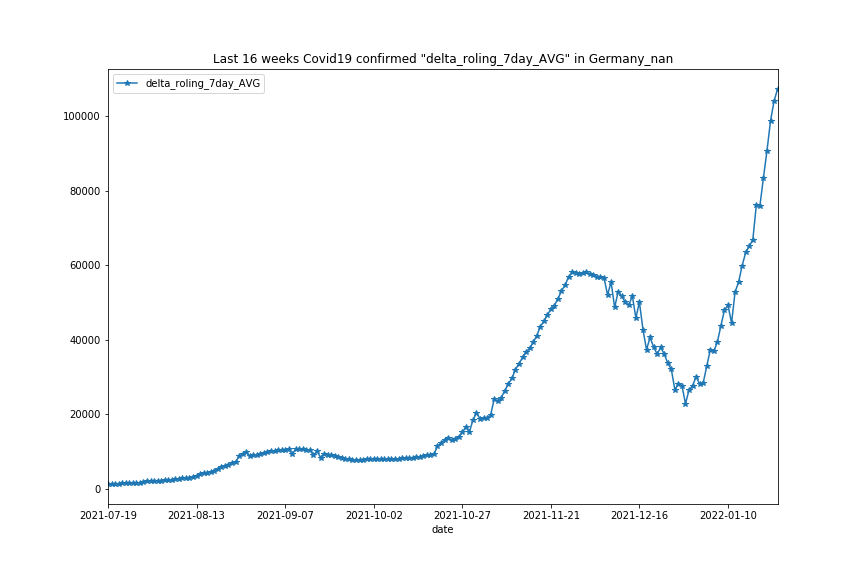 Last 16 weeks Covid19 confirmed "delta_roling_7day_AVG" in Germany_nan
delta_roling_7day_AVG
100000
80000
60000
40000
20000
0
2021-07-19 2021-08-13 2021-09-07 2021-10-02 2021-10-27 2021-11-21 2021-12-16 2022-01-10
date